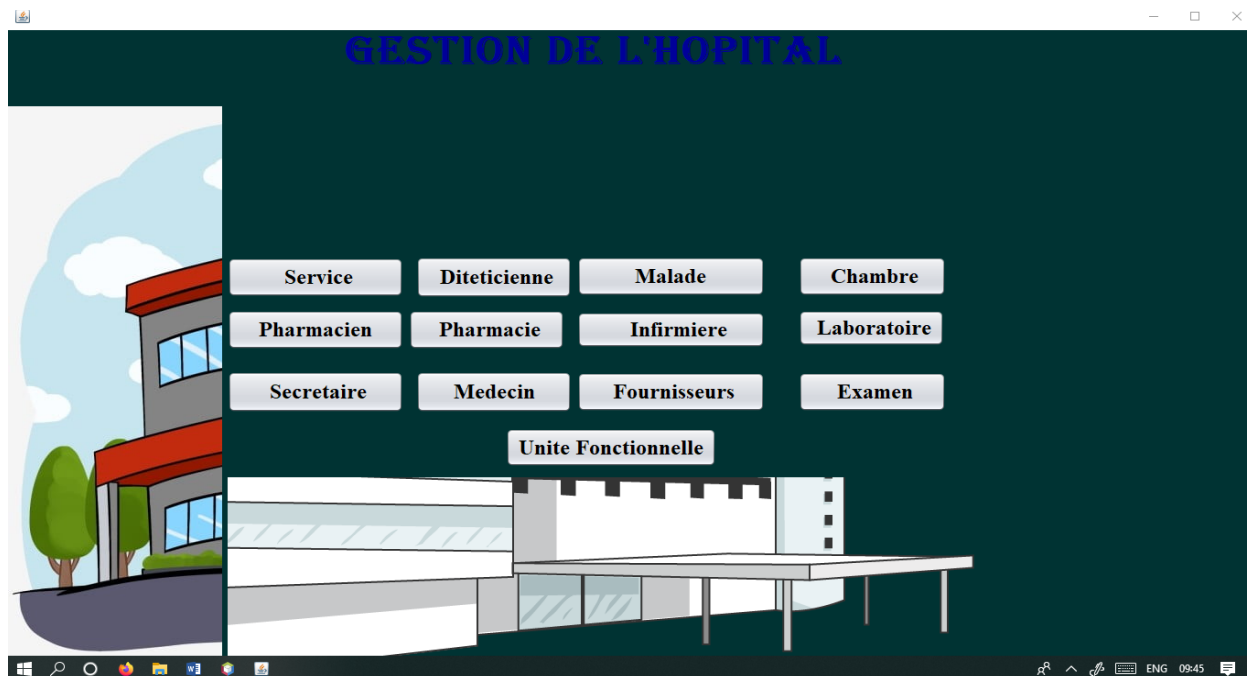 GESTION DE L'HOPITAL
Service Diteticienne Malade Chambre
Pharmacien Pharmacie Infirmiere Laboratoire
Secretaire Medecin Fournisseurs Examen
Unite Fonctionnelle
ENG 09:45